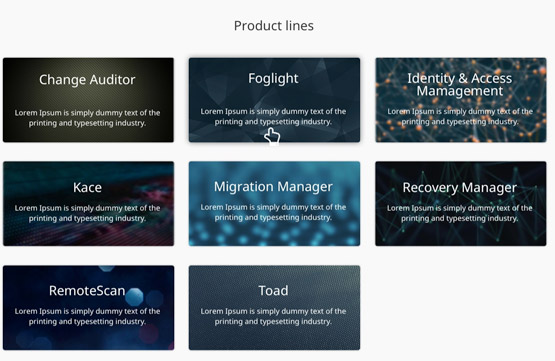 Product lines
Change Auditor
Lorem Ipsum is simply dummy text of the
printing and typesetting industry.
Foglight
Lorem Ipsum is simply dummy text of the
printing and typesetting industry.
Identity & Access
Mamagement
Lorem Ipsum is simply dummy text of the
printing and typesetting industry.
Kace
Lorem Ipsum is simply dummy text of the
printing and typesetting industry.
Migration Manager
Lorem Ipsum is simply dummy text of the
printing and typesetting industry.
Recovery Manager
Lorem Ipsum is simply dummy text of the
printing and typesetting industry.
RemoteScan
Lorem Ipsum is simply dummy text of the
printing and typesetting industry.
Toad
Lorem Ipsum is simply dummy text of the
printing and typesetting industry.